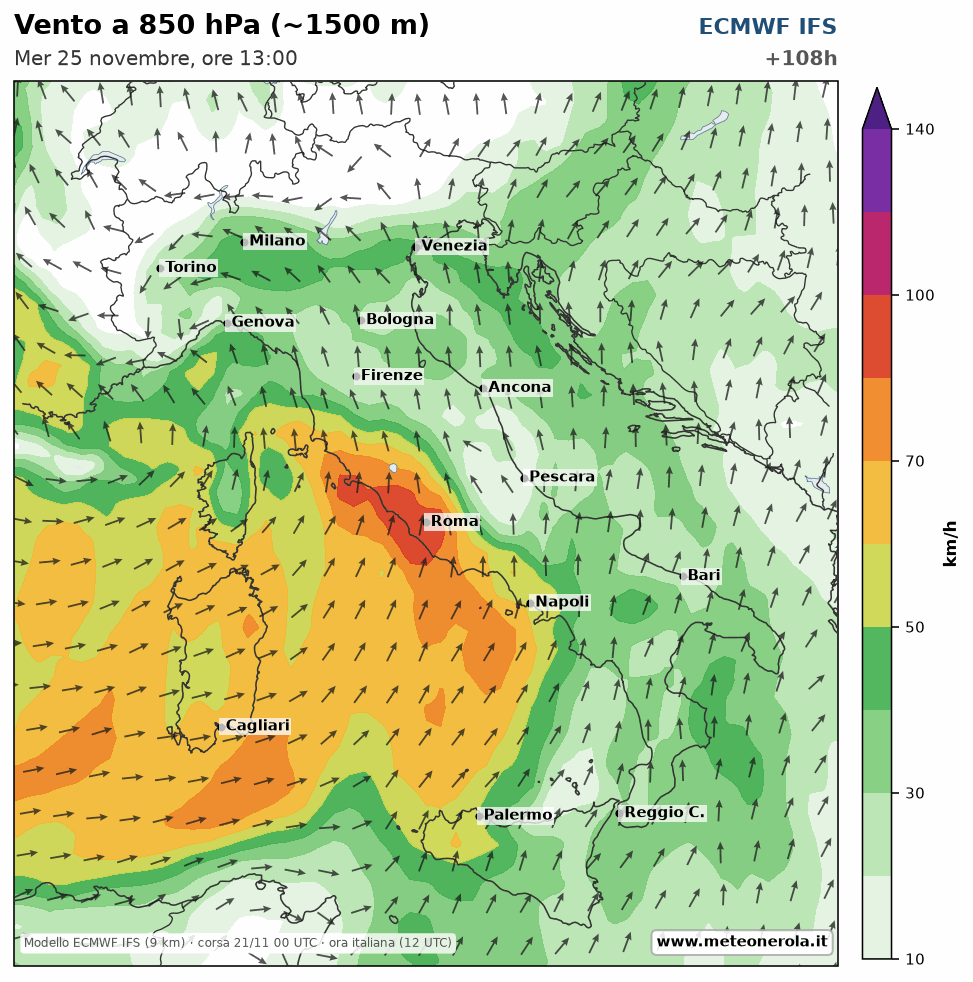 Vento a 850 hPa (~1500 m)
ECMWF IFS
Mer 25 novembre, ore 13:00
+108h
Milano
Venezia
Torino
Genova
Bologna
Firenze
Ancona
Pescara
Roma
Bari
Napoli
Cagliari
Palermo
Reggio C.
140
100
70
50
30
10
km/h
Modello ECMWF IFS (9 km) · corsa 21/11 00 UTC · ora italiana (12 UTC)
www.meteonerola.it